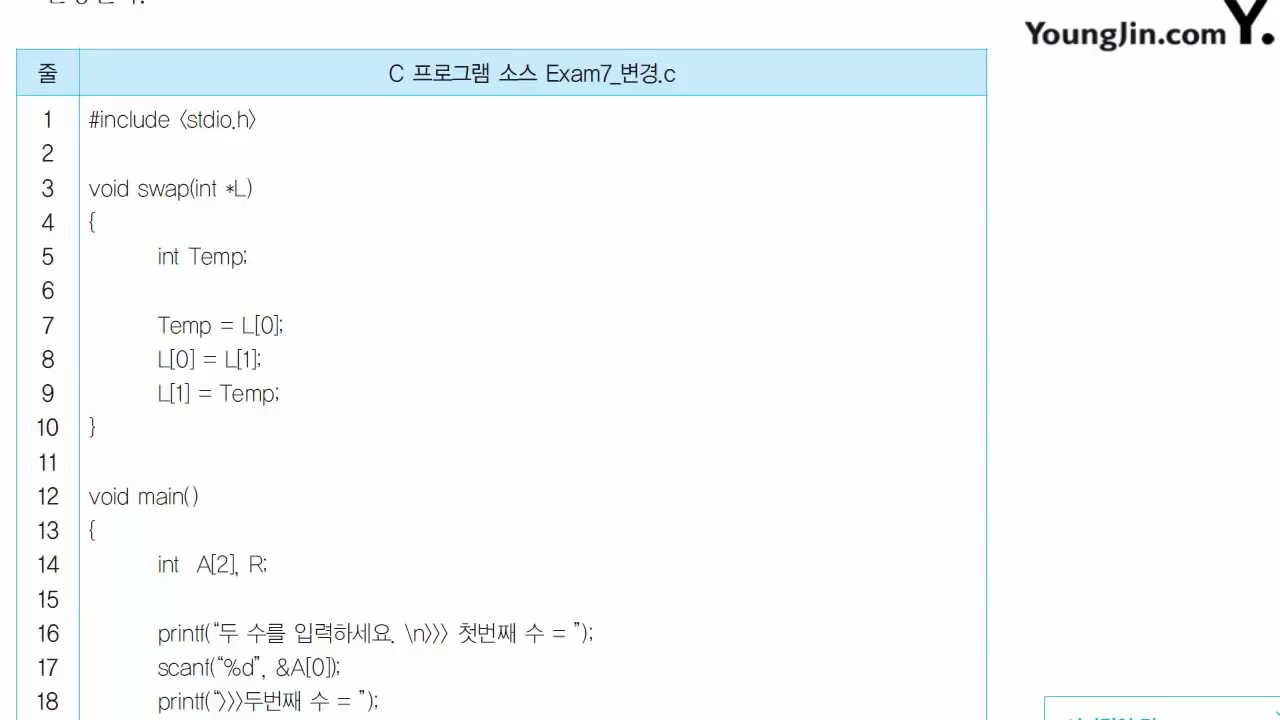 YoungJin.com Y.
줄 C 프로그램 소스 Exam7_변경.c
1 #include <stdio.h>
2
3 void swap(int *L)
4 {
5 int Temp;
6
7 Temp = L[0];
8 L[0] = L[1];
9 L[1] = Temp;
10 }
11
12 void main()
13 {
14 int A[2], R;
15
16 printf(“두 수를 입력하세요. \n>>> 첫번째 수 = ”);
17 scanf(“%d”, &A[0]);
18 printf(“>>>두번째 수 = ”);